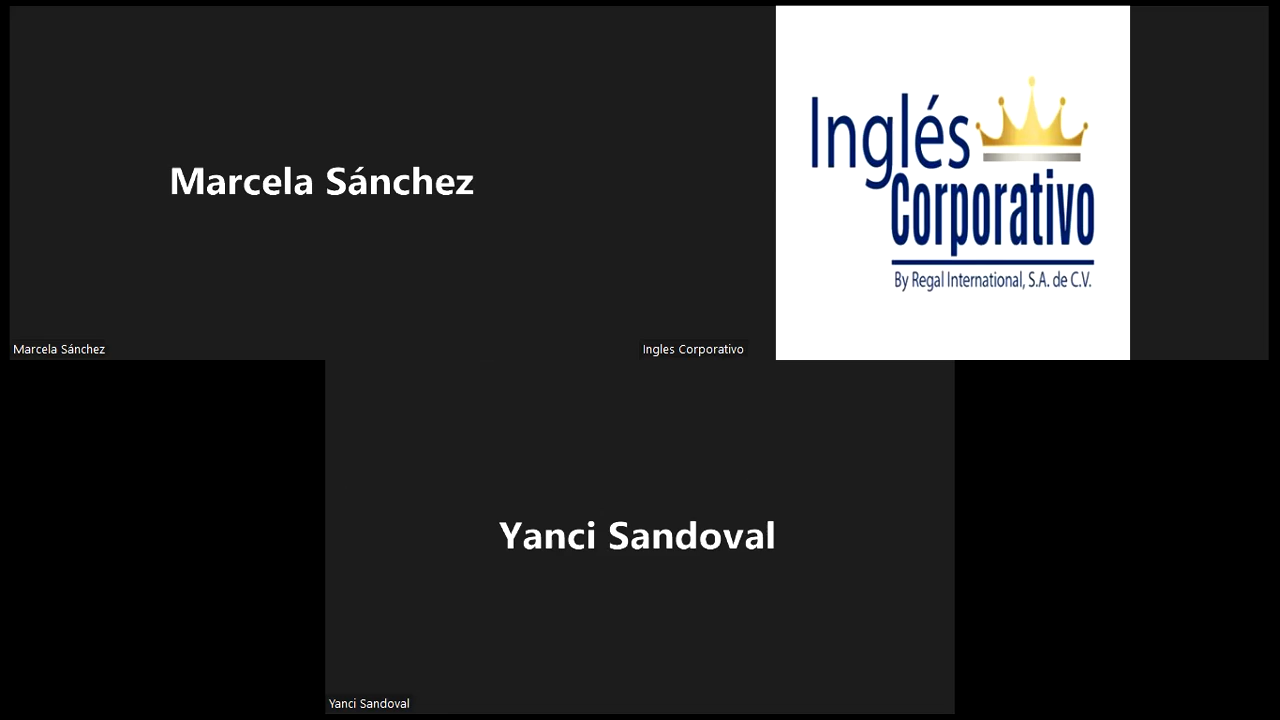 Marcela Sánchez
Marcela Sánchez
Inglés
Corporativo
By Regal International, S.A. de C.V.
Ingles Corporativo
Yanci Sandoval
Yanci Sandoval